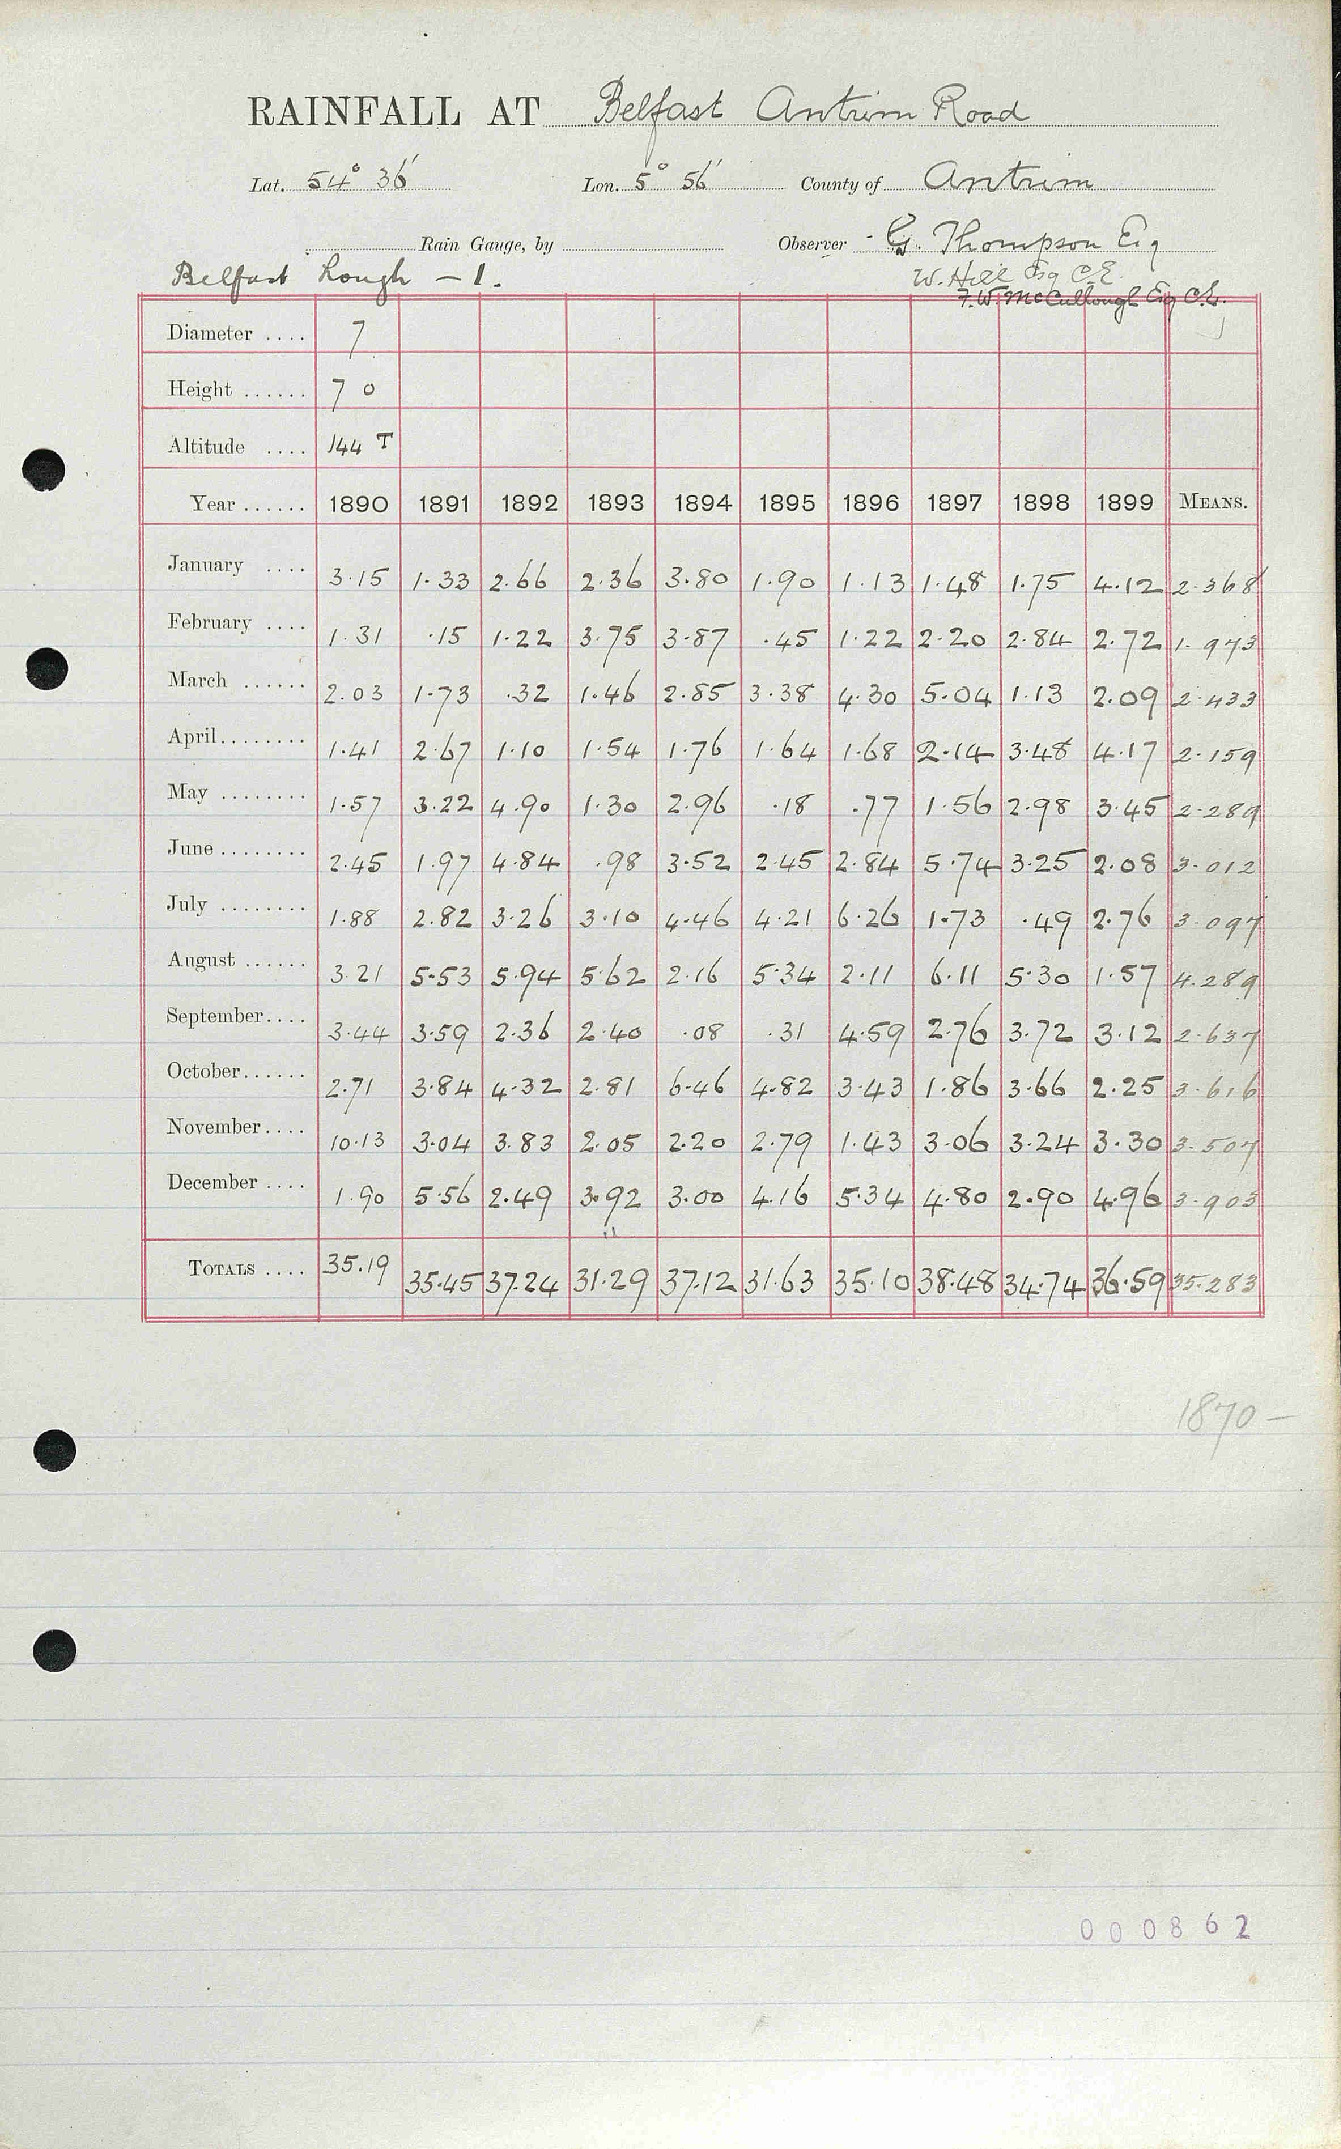 RAINFALL AT Belfast Antrim Road
Lat. 54° 36' Lon. 5° 56' County of Antrim
Rain Gauge, by Observer - G. Thompson Esq
Belfast Lough - 1. W. Hill Esq C.E.
F.W. McCullough Esq C.E.
Diameter .... 7
Height ...... 7 0
Altitude .... 144 T
Year ...... 1890 1891 1892 1893 1894 1895 1896 1897 1898 1899 MEANS.
January .... 3.15 1.33 2.66 2.36 3.80 1.90 1.13 1.48 1.75 4.12 2.368
February .... 1.31 .15 1.22 3.75 3.87 .45 1.22 2.20 2.84 2.72 1.973
March ...... 2.03 1.73 .32 1.46 2.85 3.38 4.30 5.04 1.13 2.09 2.433
April........ 1.41 2.67 1.10 1.54 1.76 1.64 1.68 2.14 3.48 4.17 2.159
May ........ 1.57 3.22 4.90 1.30 2.96 .18 .77 1.56 2.98 3.45 2.289
June ........ 2.45 1.97 4.84 .98 3.52 2.45 2.84 5.74 3.25 2.08 3.012
July ........ 1.88 2.82 3.26 3.10 4.46 4.21 6.26 1.73 .49 2.76 3.097
August ...... 3.21 5.53 5.94 5.62 2.16 5.34 2.11 6.11 5.30 1.57 4.289
September.... 3.44 3.59 2.36 2.40 .08 .31 4.59 2.76 3.72 3.12 2.637
October...... 2.71 3.84 4.32 2.81 6.46 4.82 3.43 1.86 3.66 2.25 3.616
November.... 10.13 3.04 3.83 2.05 2.20 2.79 1.43 3.06 3.24 3.30 3.507
December .... 1.90 5.56 2.49 3.92 3.00 4.16 5.34 4.80 2.90 4.96 3.903
TOTALS .... 35.19 35.45 37.24 31.29 37.12 31.63 35.10 38.48 34.74 36.59 35.283
1870 -
000862